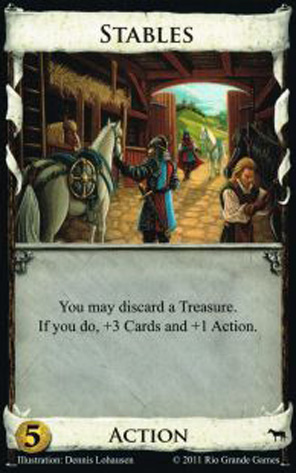 STABLES
You may discard a Treasure.
If you do, +3 Cards and +1 Action.
5
ACTION
Illustration: Dennis Lohausen
© 2011 Rio Grande Games